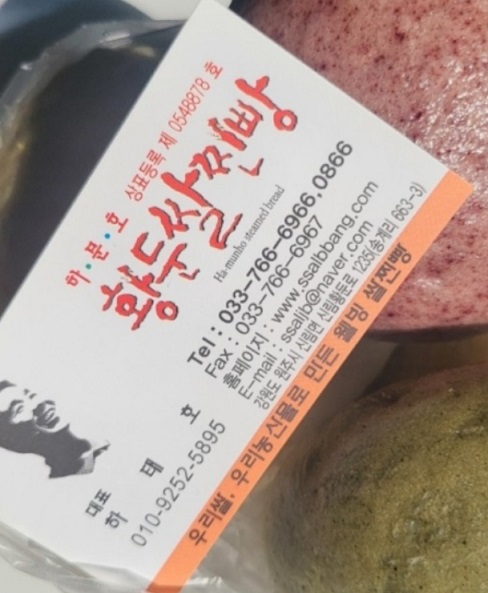 하·문·호 상표등록 제 0548878 호
황둔쌀찐빵
Ha-munho steamed bread
Tel : 033-766-6966,0866
Fax : 033-766-6967
홈페이지 : www.ssalbbang.com
E-mail : ssaljb@naver.com
강원도 원주시 신림면 신림황둔로 1235(송계리 663-3)
대표
하 태 호
010-9252-5895
우리쌀, 우리농산물로 만든 웰빙 쌀찐빵